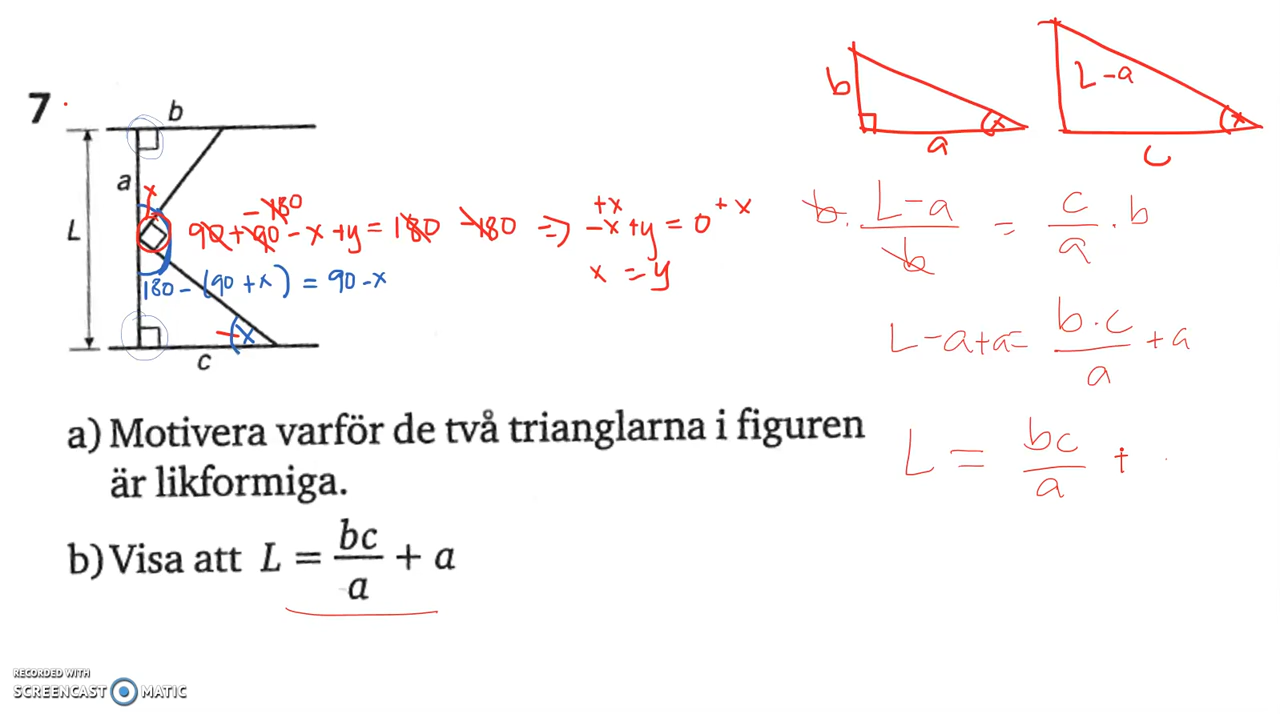 7.
b
a
L
c
x
-180
90+90-x+y=180 -180 => -x+y=0 +x
+x
x=y
180-(90+x)=90-x
x
b
a
x
L-a
c
x
b· L-a/b = c/a ·b
L-a+a= b·c/a +a
L = bc/a +
a) Motivera varför de två trianglarna i figuren
är likformiga.
b) Visa att L = bc/a + a
RECORDED WITH
SCREENCAST MATIC